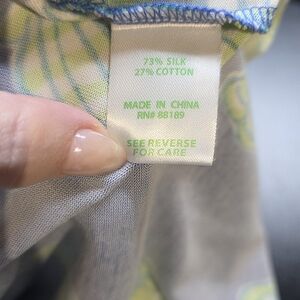 73% SILK
27% COTTON
MADE IN CHINA
RN# 88189
SEE REVERSE
FOR CARE